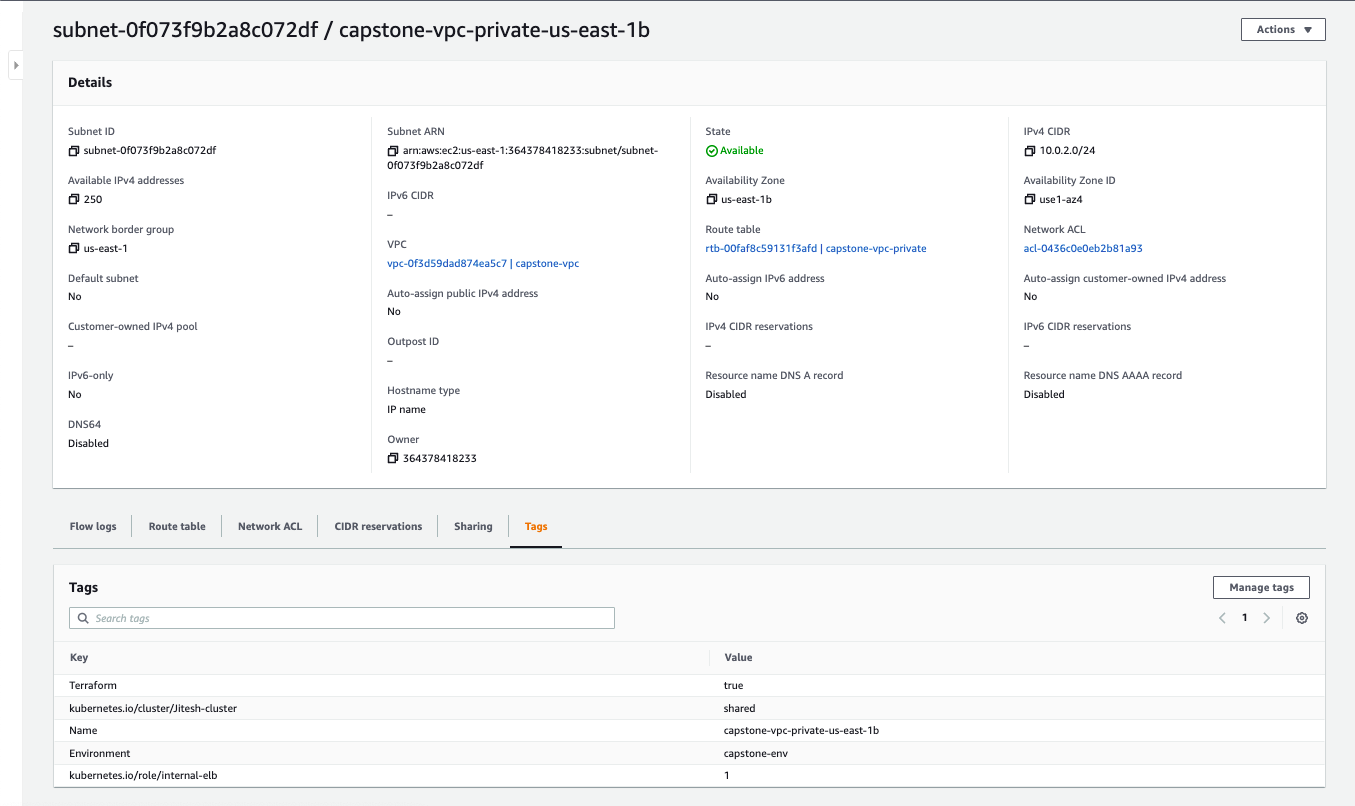 subnet-0f073f9b2a8c072df / capstone-vpc-private-us-east-1b
Actions
Details
Subnet ID
subnet-0f073f9b2a8c072df
Available IPv4 addresses
250
Network border group
us-east-1
Default subnet
No
Customer-owned IPv4 pool
–
IPv6-only
No
DNS64
Disabled
Subnet ARN
arn:aws:ec2:us-east-1:364378418233:subnet/subnet-
0f073f9b2a8c072df
IPv6 CIDR
–
VPC
vpc-0f3d59dad874ea5c7 | capstone-vpc
Auto-assign public IPv4 address
No
Outpost ID
–
Hostname type
IP name
Owner
364378418233
State
Available
Availability Zone
us-east-1b
Route table
rtb-00faf8c59131f3afd | capstone-vpc-private
Auto-assign IPv6 address
No
IPv4 CIDR reservations
–
Resource name DNS A record
Disabled
IPv4 CIDR
10.0.2.0/24
Availability Zone ID
use1-az4
Network ACL
acl-0436c0e0eb2b81a93
Auto-assign customer-owned IPv4 address
No
IPv6 CIDR reservations
–
Resource name DNS AAAA record
Disabled
Flow logs Route table Network ACL CIDR reservations Sharing Tags
Tags
Manage tags
Search tags
1
Key Value
Terraform true
kubernetes.io/cluster/Jitesh-cluster shared
Name capstone-vpc-private-us-east-1b
Environment capstone-env
kubernetes.io/role/internal-elb 1